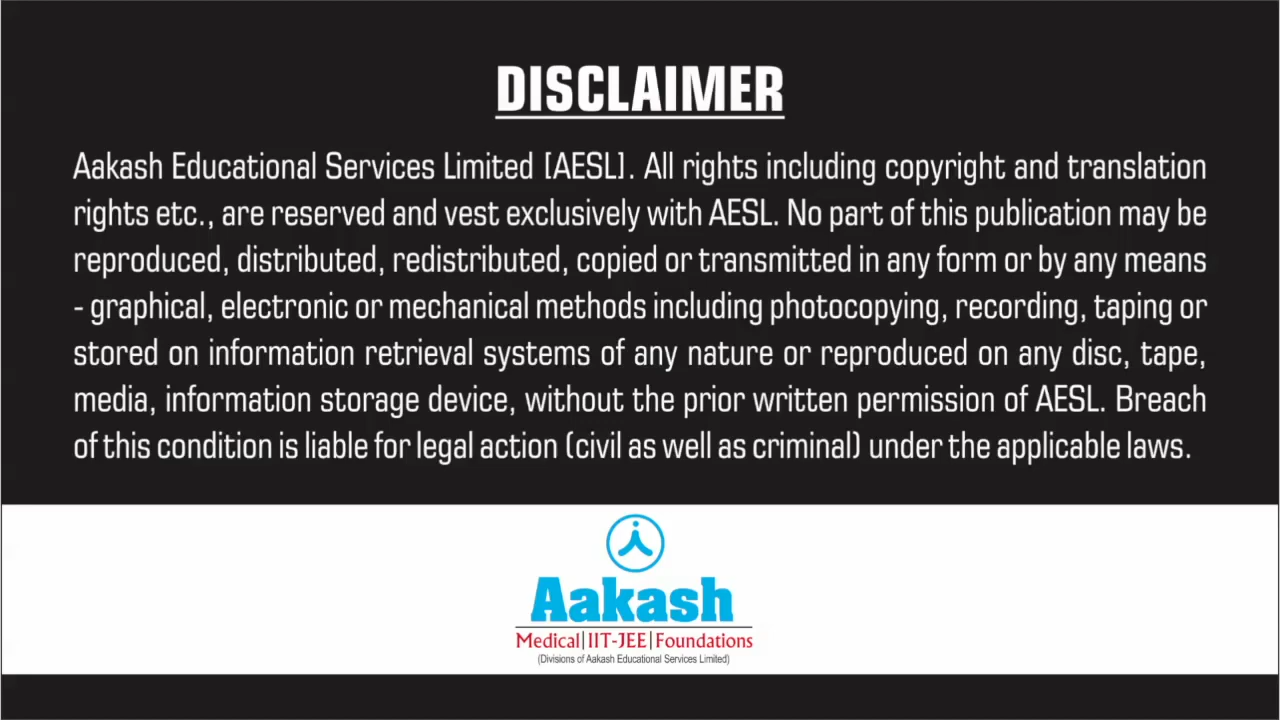 DISCLAIMER
Aakash Educational Services Limited [AESL]. All rights including copyright and translation
rights etc., are reserved and vest exclusively with AESL. No part of this publication may be
reproduced, distributed, redistributed, copied or transmitted in any form or by any means
- graphical, electronic or mechanical methods including photocopying, recording, taping or
stored on information retrieval systems of any nature or reproduced on any disc, tape,
media, information storage device, without the prior written permission of AESL. Breach
of this condition is liable for legal action (civil as well as criminal) under the applicable laws.
Aakash
Medical|IIT-JEE|Foundations
(Divisions of Aakash Educational Services Limited)